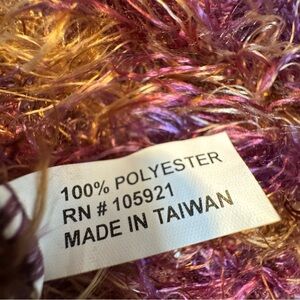 100% POLYESTER
RN # 105921
MADE IN TAIWAN